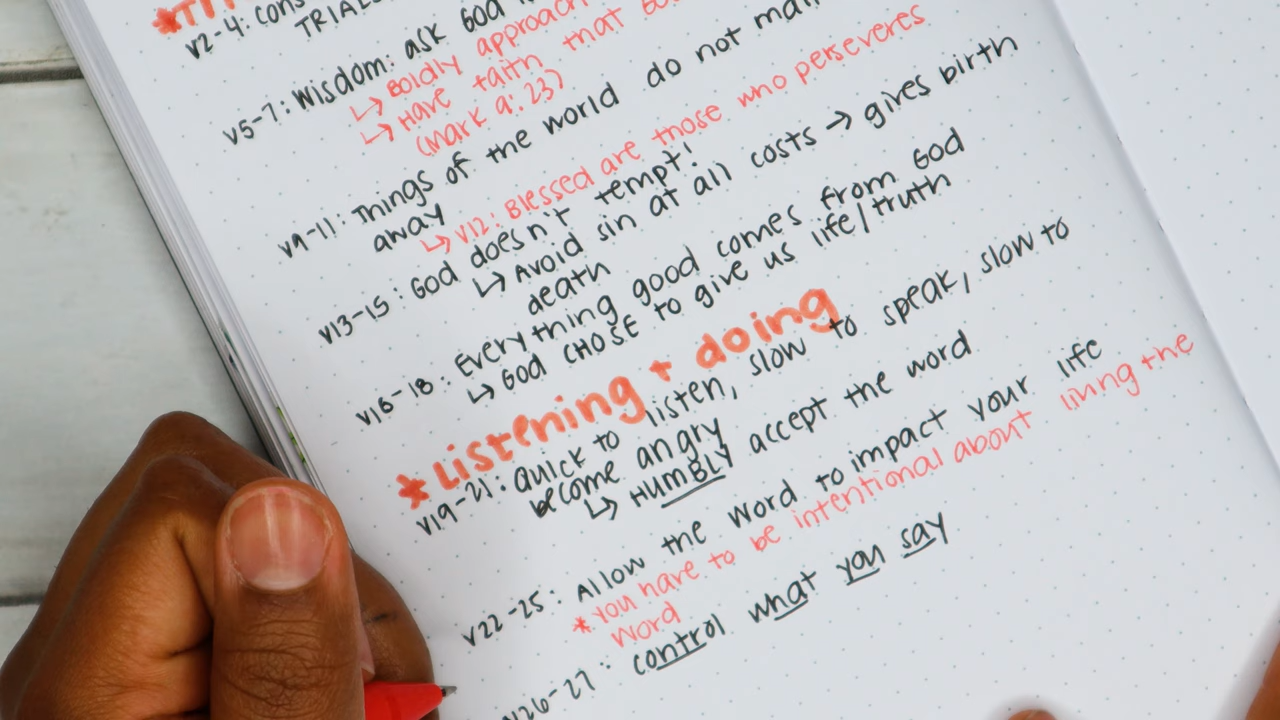 v2-4: cons
TRIALS
v5-7: Wisdom: ask God
↳ Boldly approach
↳ Have faith that
(Mark 9:23)
v9-11: Things of the world do not
away
↳ v12: Blessed are those who perseveres
v13-15: God doesn't tempt!
↳ Avoid sin at all costs → gives birth
death
v16-18: Everything good comes from God
↳ God CHOSE to give us life/truth
*Listening + doing
v19-21: Quick to listen, slow to speak, slow to
become angry
↳ HUMBLY accept the word
v22-25: Allow the word to impact your life
*You have to be intentional about living the
Word
v26-27: control what you say